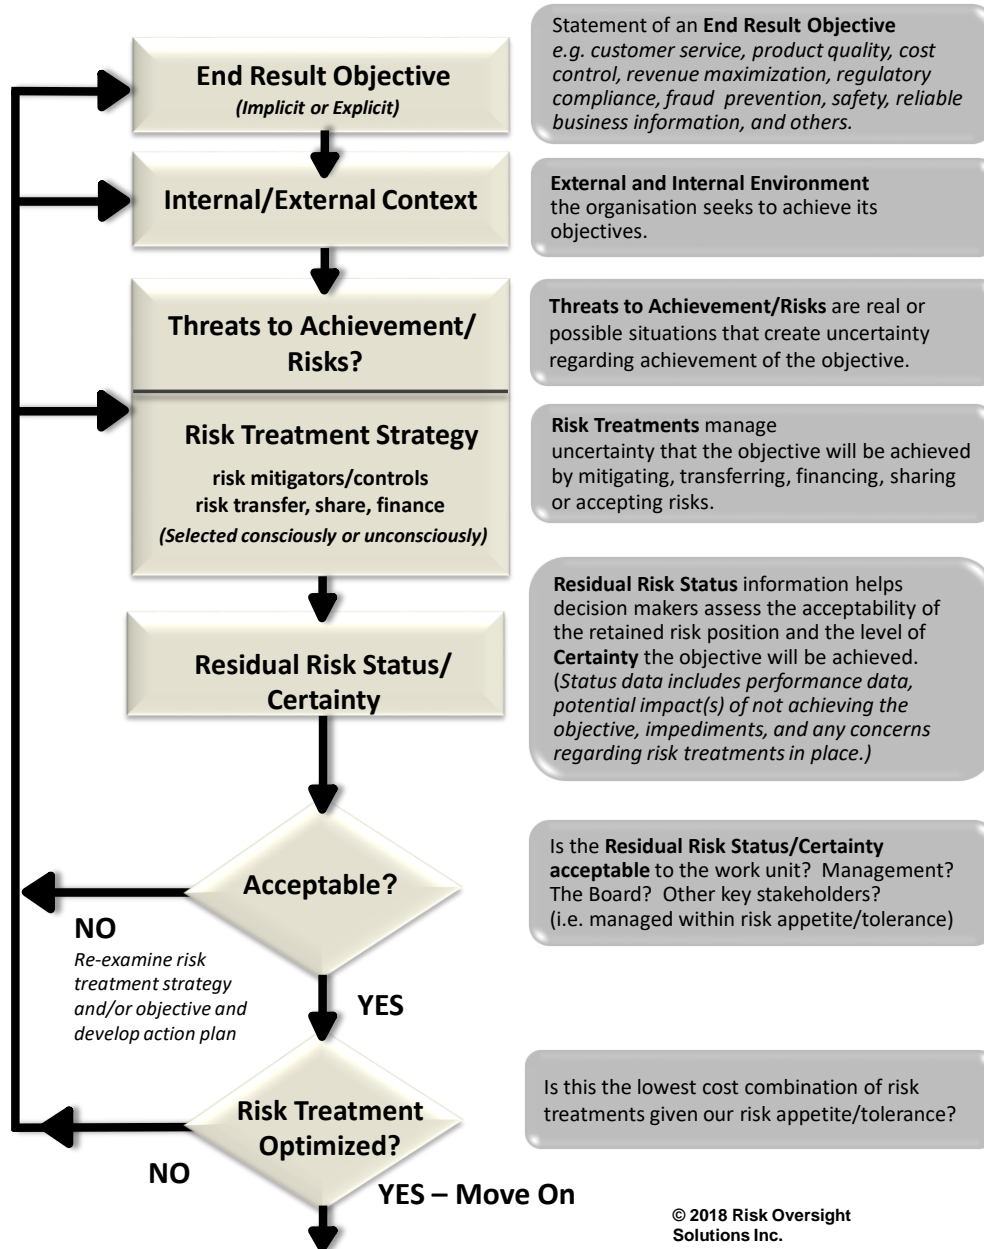 End Result Objective
(Implicit or Explicit)
Statement of an End Result Objective
e.g. customer service, product quality, cost
control, revenue maximization, regulatory
compliance, fraud prevention, safety, reliable
business information, and others.
Internal/External Context
External and Internal Environment
the organisation seeks to achieve its
objectives.
Threats to Achievement/
Risks?
Threats to Achievement/Risks are real or
possible situations that create uncertainty
regarding achievement of the objective.
Risk Treatment Strategy
risk mitigators/controls
risk transfer, share, finance
(Selected consciously or unconsciously)
Risk Treatments manage
uncertainty that the objective will be achieved
by mitigating, transferring, financing, sharing
or accepting risks.
Residual Risk Status/
Certainty
Residual Risk Status information helps
decision makers assess the acceptability of
the retained risk position and the level of
Certainty the objective will be achieved.
(Status data includes performance data,
potential impact(s) of not achieving the
objective, impediments, and any concerns
regarding risk treatments in place.)
Acceptable?
Is the Residual Risk Status/Certainty
acceptable to the work unit? Management?
The Board? Other key stakeholders?
(i.e. managed within risk appetite/tolerance)
NO
Re-examine risk
treatment strategy
and/or objective and
develop action plan
YES
Risk Treatment
Optimized?
Is this the lowest cost combination of risk
treatments given our risk appetite/tolerance?
NO
YES – Move On
© 2018 Risk Oversight
Solutions Inc.